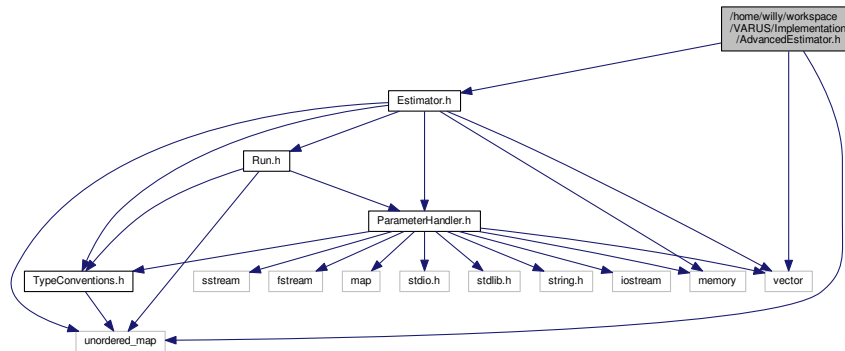 /home/willy/workspace
/VARUS/Implementation
/AdvancedEstimator.h
Estimator.h
Run.h
ParameterHandler.h
TypeConventions.h
sstream
fstream
map
stdio.h
stdlib.h
string.h
iostream
memory
vector
unordered_map